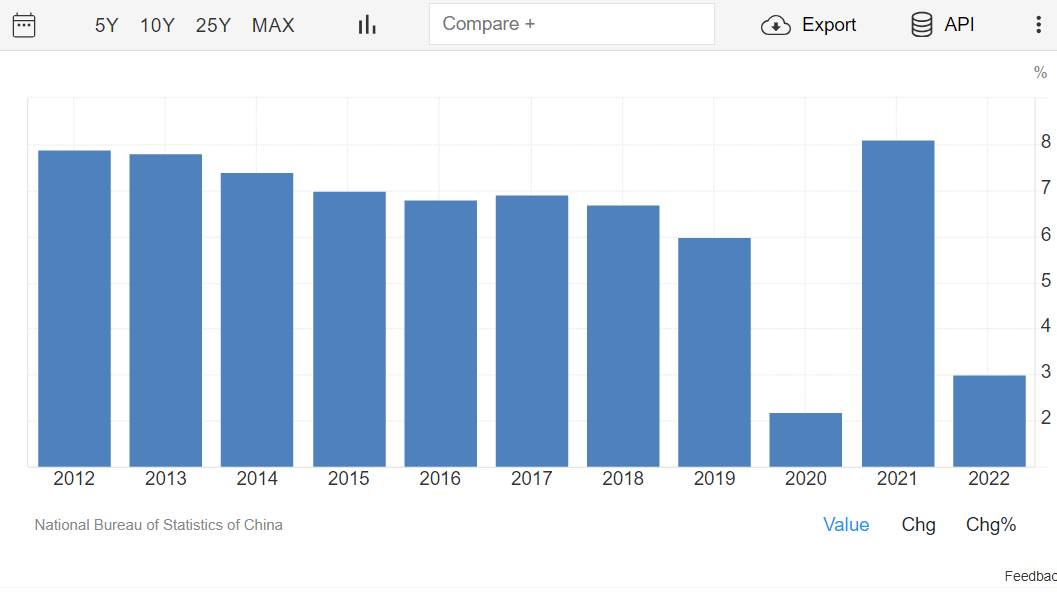 5Y 10Y 25Y MAX Compare + Export API
%
8
7
6
5
4
3
2
2012 2013 2014 2015 2016 2017 2018 2019 2020 2021 2022
National Bureau of Statistics of China Value Chg Chg%
Feedbac